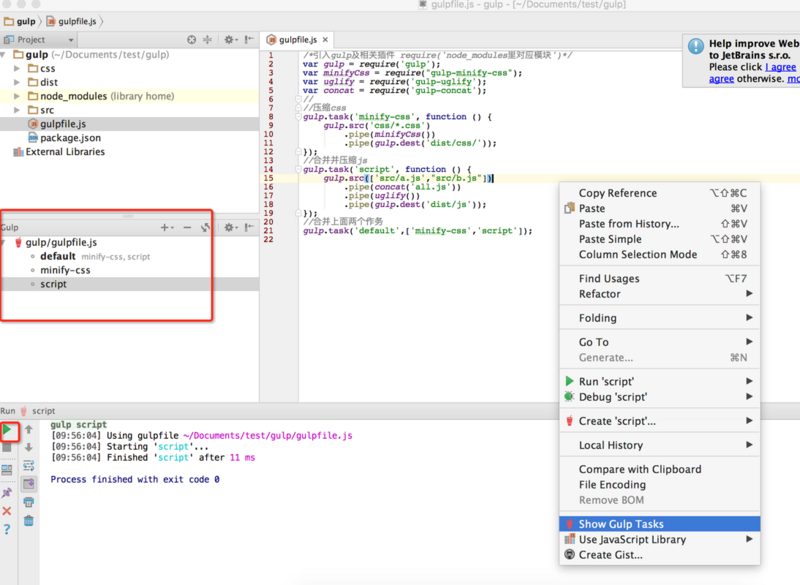 gulpfile.js - gulp - [~/Documents/test/gulp]
gulp gulpfile.js
Project
gulp (~/Documents/test/gulp)
css
dist
node_modules (library home)
src
gulpfile.js
package.json
External Libraries
gulpfile.js
1 /*引入gulp及相关插件 require('node_modules里对应模块')*/
2 var gulp = require('gulp');
3 var minifyCss = require("gulp-minify-css");
4 var uglify = require('gulp-uglify');
5 var concat = require('gulp-concat');
6 //
7 //压缩css
8 gulp.task('minify-css', function () {
9 gulp.src('css/*.css')
10 .pipe(minifyCss())
11 .pipe(gulp.dest('dist/css/'));
12 });
13 //合并并压缩js
14 gulp.task('script', function () {
15 gulp.src(['src/a.js',"src/b.js"])
16 .pipe(concat('all.js'))
17 .pipe(uglify())
18 .pipe(gulp.dest('dist/js'));
19 });
20 //合并上面两个作务
21 gulp.task('default',['minify-css','script']);
22
Help improve Web
to JetBrains s.r.o.
Please click I agree
agree otherwise.
Gulp
gulp/gulpfile.js
default minify-css, script
minify-css
script
Copy Reference ⌥⇧⌘C
Paste ⌘V
Paste from History... ⇧⌘V
Paste Simple ⌥⇧⌘V
Column Selection Mode ⇧⌘8
Find Usages ⌥F7
Refactor
Folding
Go To
Generate... ⌘N
Run 'script'
Debug 'script'
Create 'script'...
Local History
Compare with Clipboard
File Encoding
Remove BOM
Show Gulp Tasks
Use JavaScript Library
Create Gist...
Run script
gulp script
[09:56:04] Using gulpfile ~/Documents/test/gulp/gulpfile.js
[09:56:04] Starting 'script'...
[09:56:04] Finished 'script' after 11 ms
Process finished with exit code 0